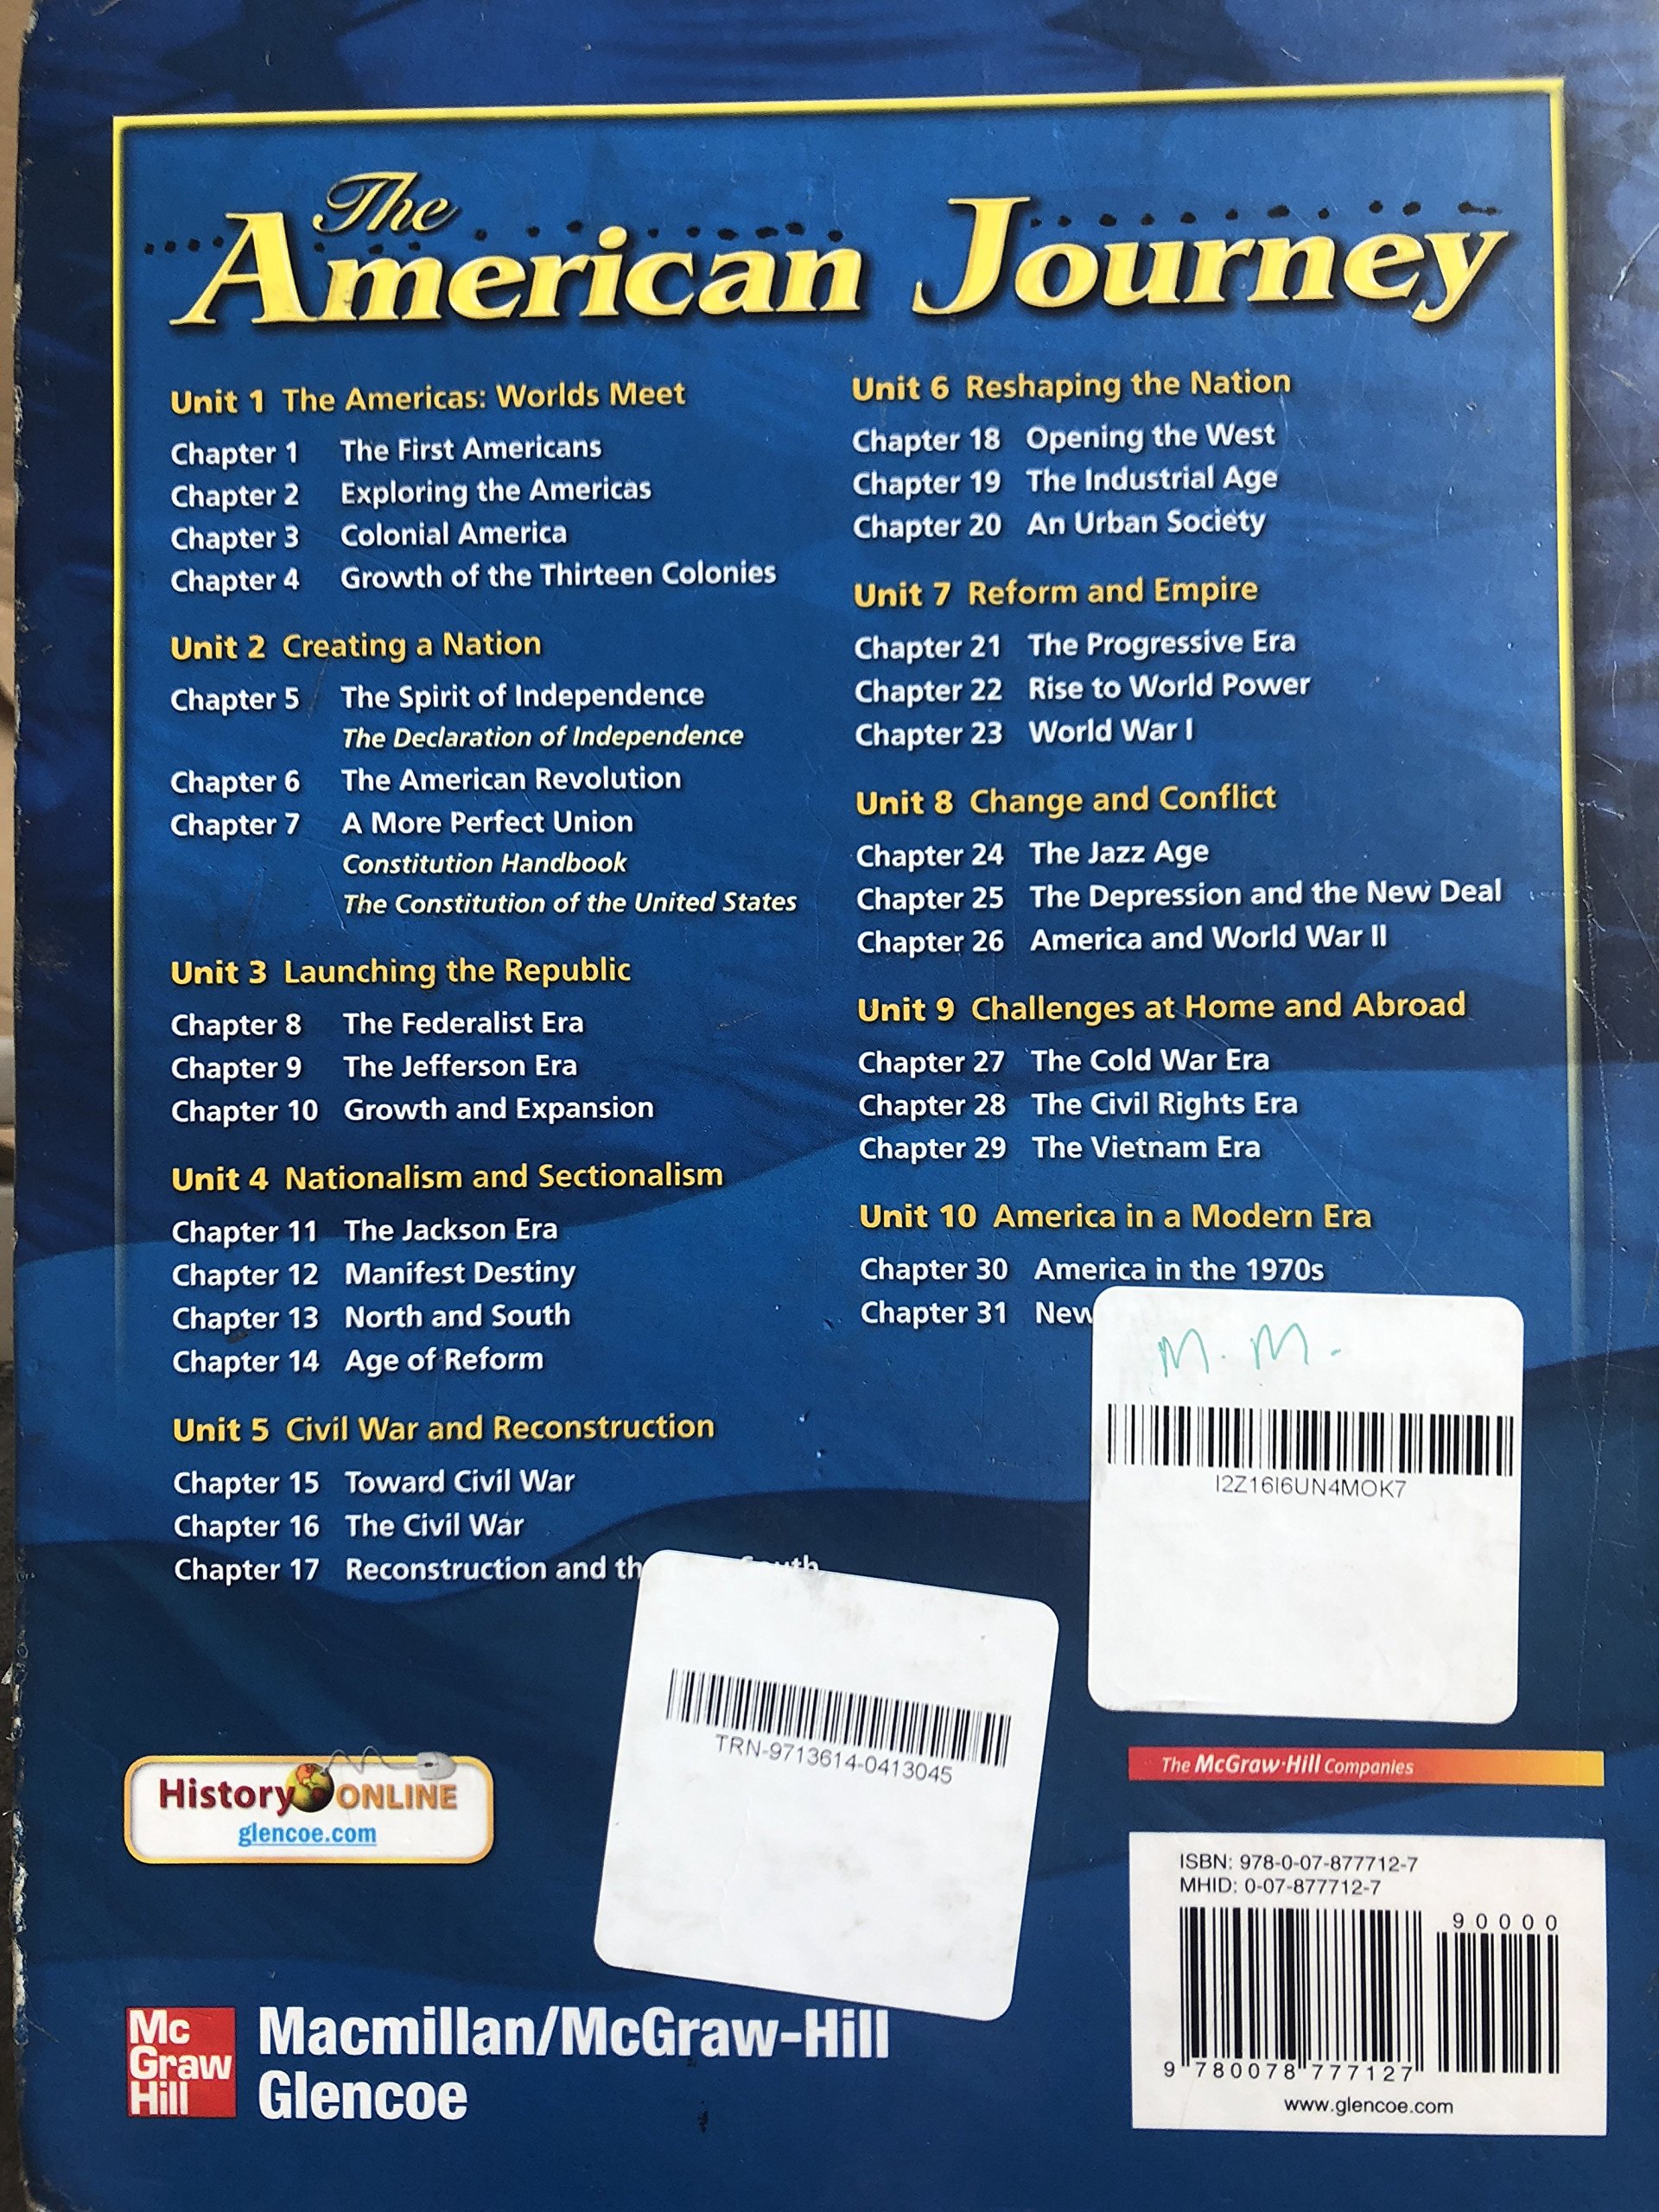 The
American Journey
Unit 1 The Americas: Worlds Meet
Chapter 1 The First Americans
Chapter 2 Exploring the Americas
Chapter 3 Colonial America
Chapter 4 Growth of the Thirteen Colonies
Unit 2 Creating a Nation
Chapter 5 The Spirit of Independence
The Declaration of Independence
Chapter 6 The American Revolution
Chapter 7 A More Perfect Union
Constitution Handbook
The Constitution of the United States
Unit 3 Launching the Republic
Chapter 8 The Federalist Era
Chapter 9 The Jefferson Era
Chapter 10 Growth and Expansion
Unit 4 Nationalism and Sectionalism
Chapter 11 The Jackson Era
Chapter 12 Manifest Destiny
Chapter 13 North and South
Chapter 14 Age of Reform
Unit 5 Civil War and Reconstruction
Chapter 15 Toward Civil War
Chapter 16 The Civil War
Chapter 17 Reconstruction and South
Unit 6 Reshaping the Nation
Chapter 18 Opening the West
Chapter 19 The Industrial Age
Chapter 20 An Urban Society
Unit 7 Reform and Empire
Chapter 21 The Progressive Era
Chapter 22 Rise to World Power
Chapter 23 World War I
Unit 8 Change and Conflict
Chapter 24 The Jazz Age
Chapter 25 The Depression and the New Deal
Chapter 26 America and World War II
Unit 9 Challenges at Home and Abroad
Chapter 27 The Cold War Era
Chapter 28 The Civil Rights Era
Chapter 29 The Vietnam Era
Unit 10 America in a Modern Era
Chapter 30 America in the 1970s
Chapter 31 New
M. M.
I2Z16I6UN4MOK7
TRN-9713614-0413045
History ONLINE
glencoe.com
The McGraw·Hill Companies
ISBN: 978-0-07-877712-7
MHID: 0-07-877712-7
90000
9 780078 777127
www.glencoe.com
Mc
Graw
Hill
Macmillan/McGraw-Hill
Glencoe